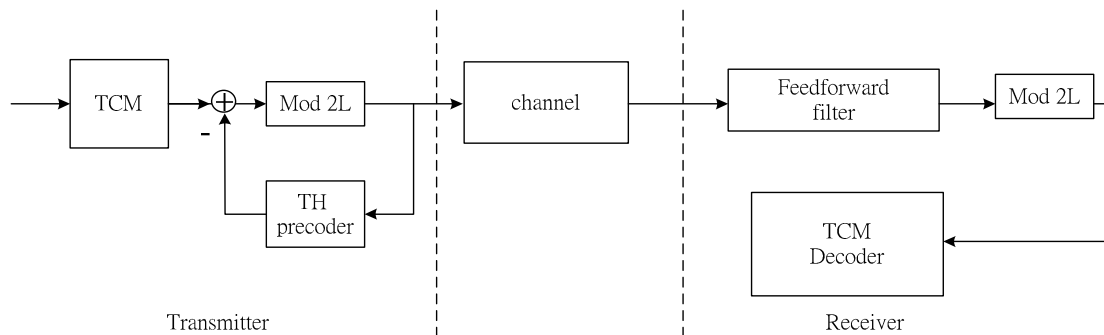 TCM
+
Mod 2L
-
TH
precoder
channel
Feedforward
filter
Mod 2L
TCM
Decoder
Transmitter
Receiver